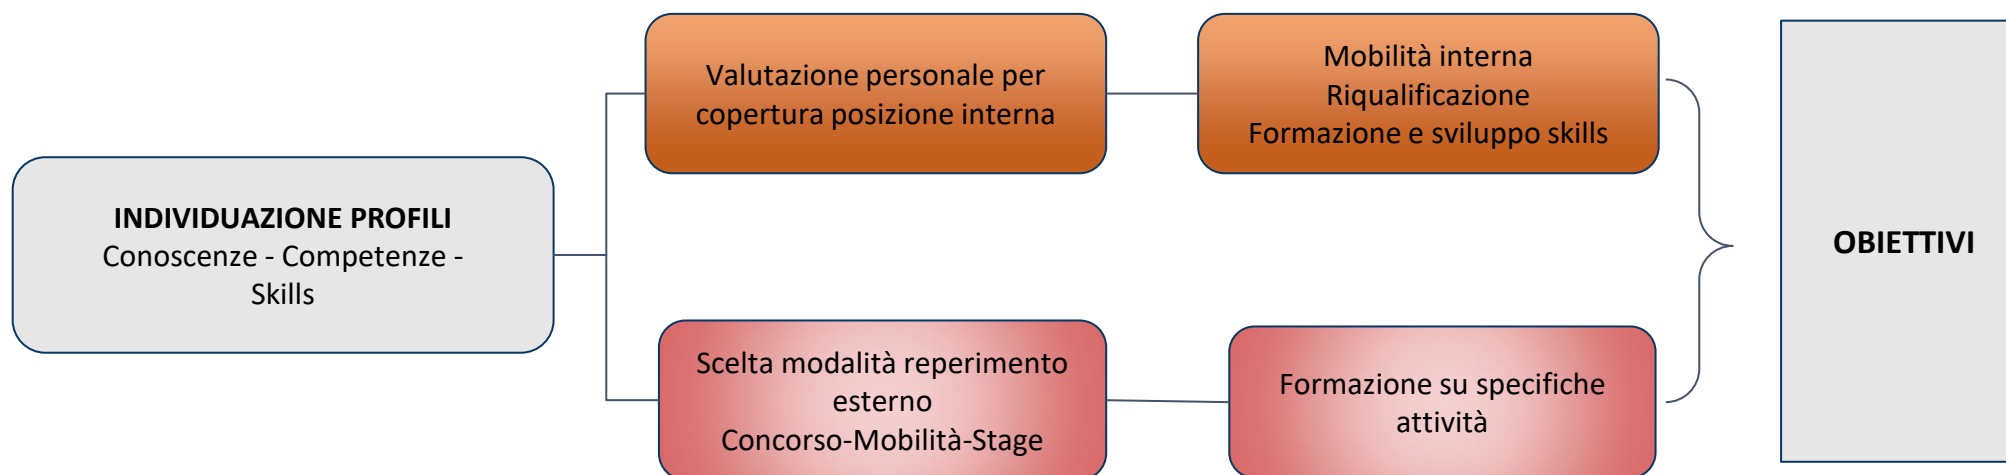 INDIVIDUAZIONE PROFILI
Conoscenze - Competenze -
Skills
Valutazione personale per
copertura posizione interna
Mobilità interna
Riqualificazione
Formazione e sviluppo skills
Scelta modalità reperimento
esterno
Concorso-Mobilità-Stage
Formazione su specifiche
attività
OBIETTIVI